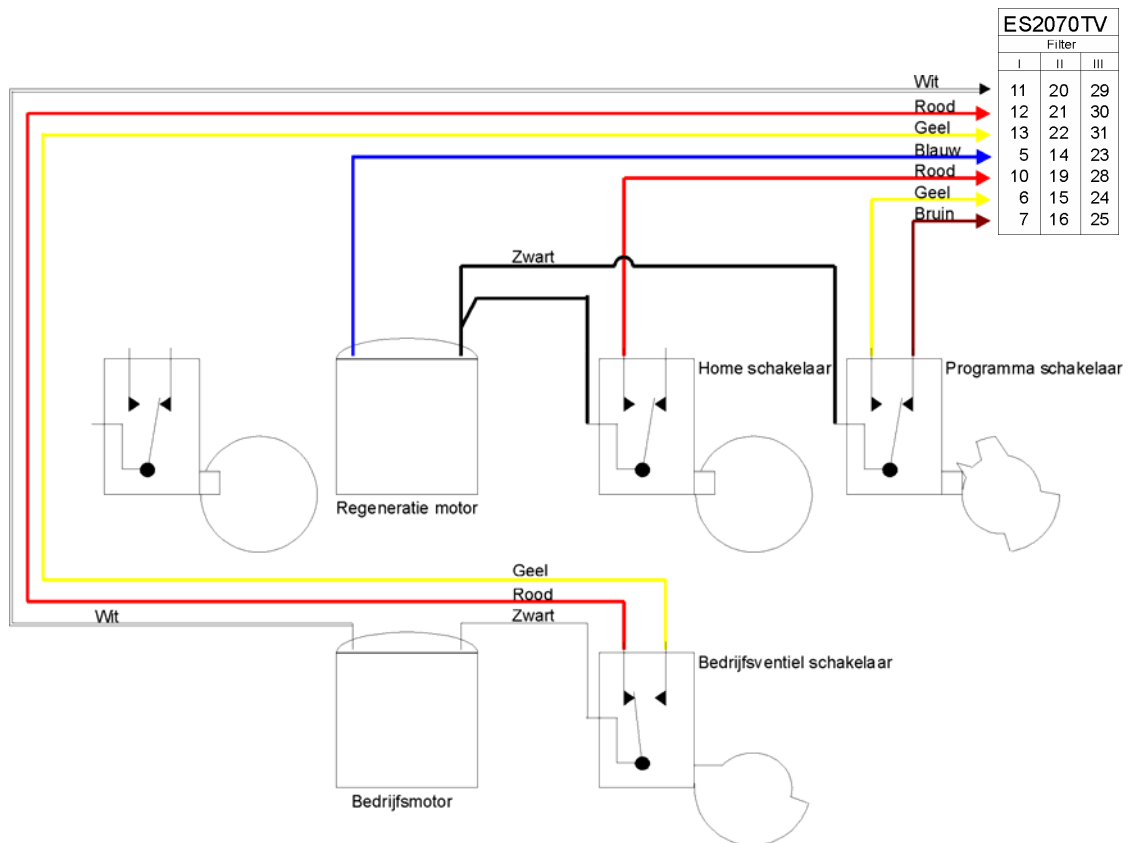 ES2070TV
Filter
I II III
Wit 11 20 29
Rood 12 21 30
Geel 13 22 31
Blauw 5 14 23
Rood 10 19 28
Geel 6 15 24
Bruin 7 16 25
Zwart
Home schakelaar
Programma schakelaar
Regeneratie motor
Geel
Rood
Wit
Zwart
Bedrijfsventiel schakelaar
Bedrijfsmotor